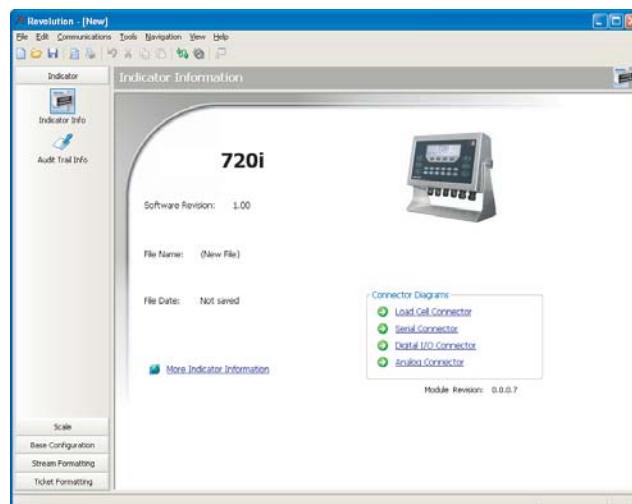 Revolution - [New]
File Edit Communications Tools Navigation View Help
Indicator
Indicator Information
Indicator Info
Audit Trail Info
720i
Software Revision: 1.00
File Name: (New File)
File Date: Not saved
More Indicator Information
Connector Diagrams
Load Cell Connector
Serial Connector
Digital I/O Connector
Analog Connector
Module Revision: 0.0.0.7
Scale
Base Configuration
Stream Formatting
Ticket Formatting